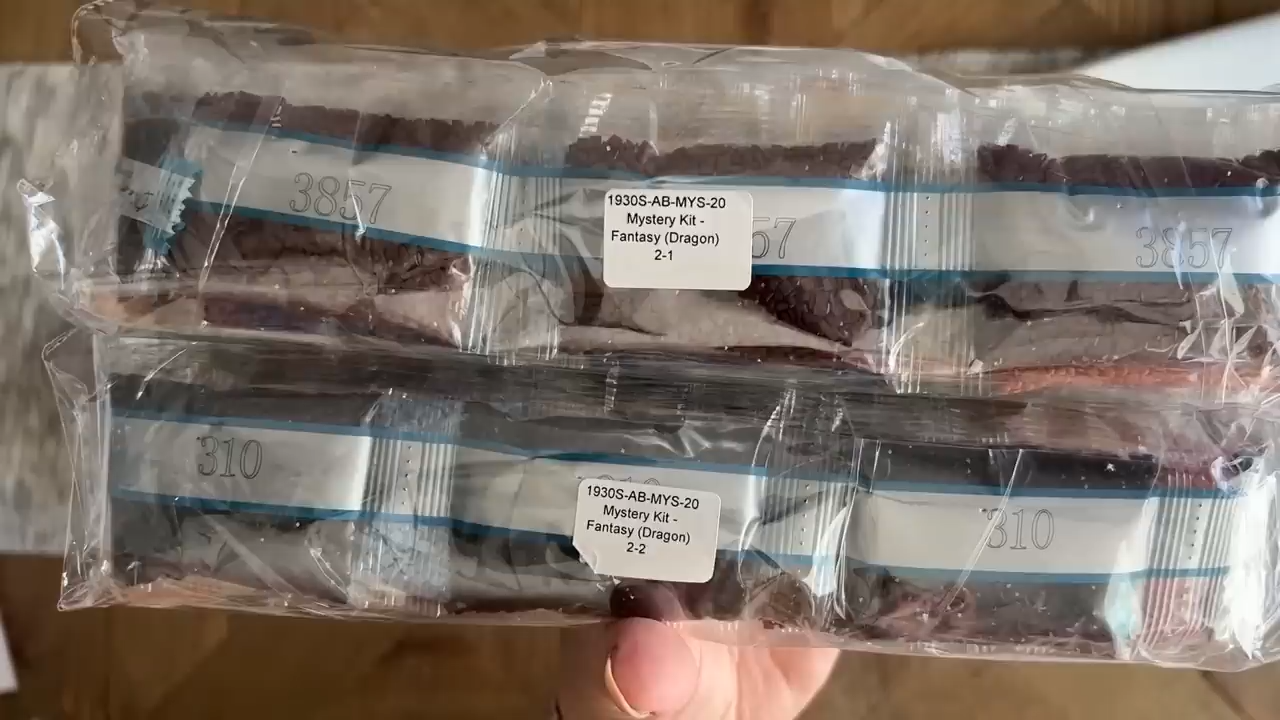 3857
1930S-AB-MYS-20
Mystery Kit -
Fantasy (Dragon)
2-1
57
3857
310
1930S-AB-MYS-20
Mystery Kit -
Fantasy (Dragon)
2-2
310